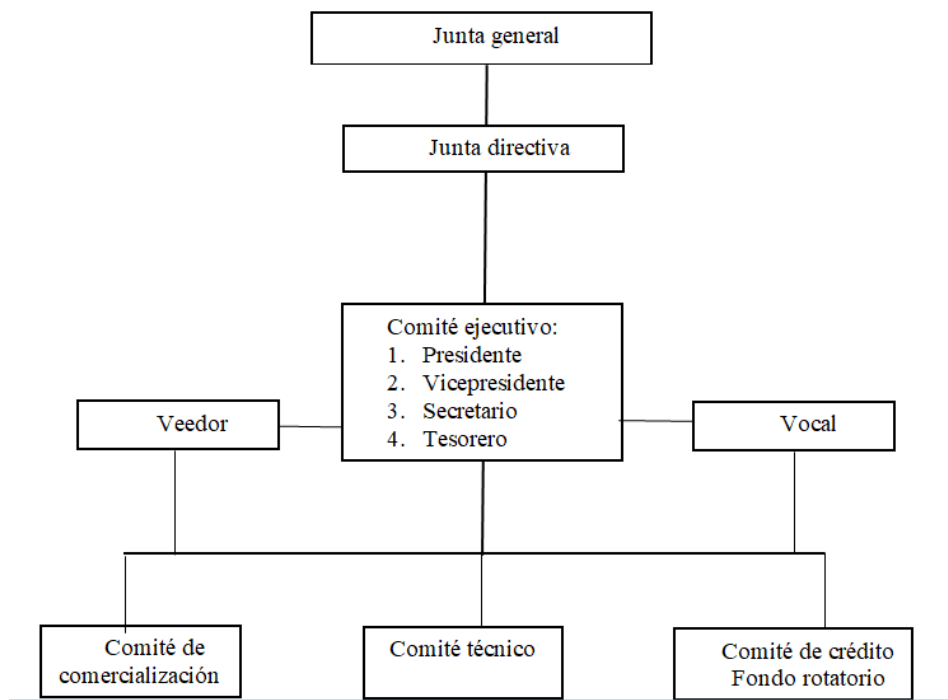 Junta general
Junta directiva
Comité ejecutivo:
1. Presidente
2. Vicepresidente
3. Secretario
4. Tesorero
Veedor
Vocal
Comité de
comercialización
Comité técnico
Comité de crédito
Fondo rotatorio